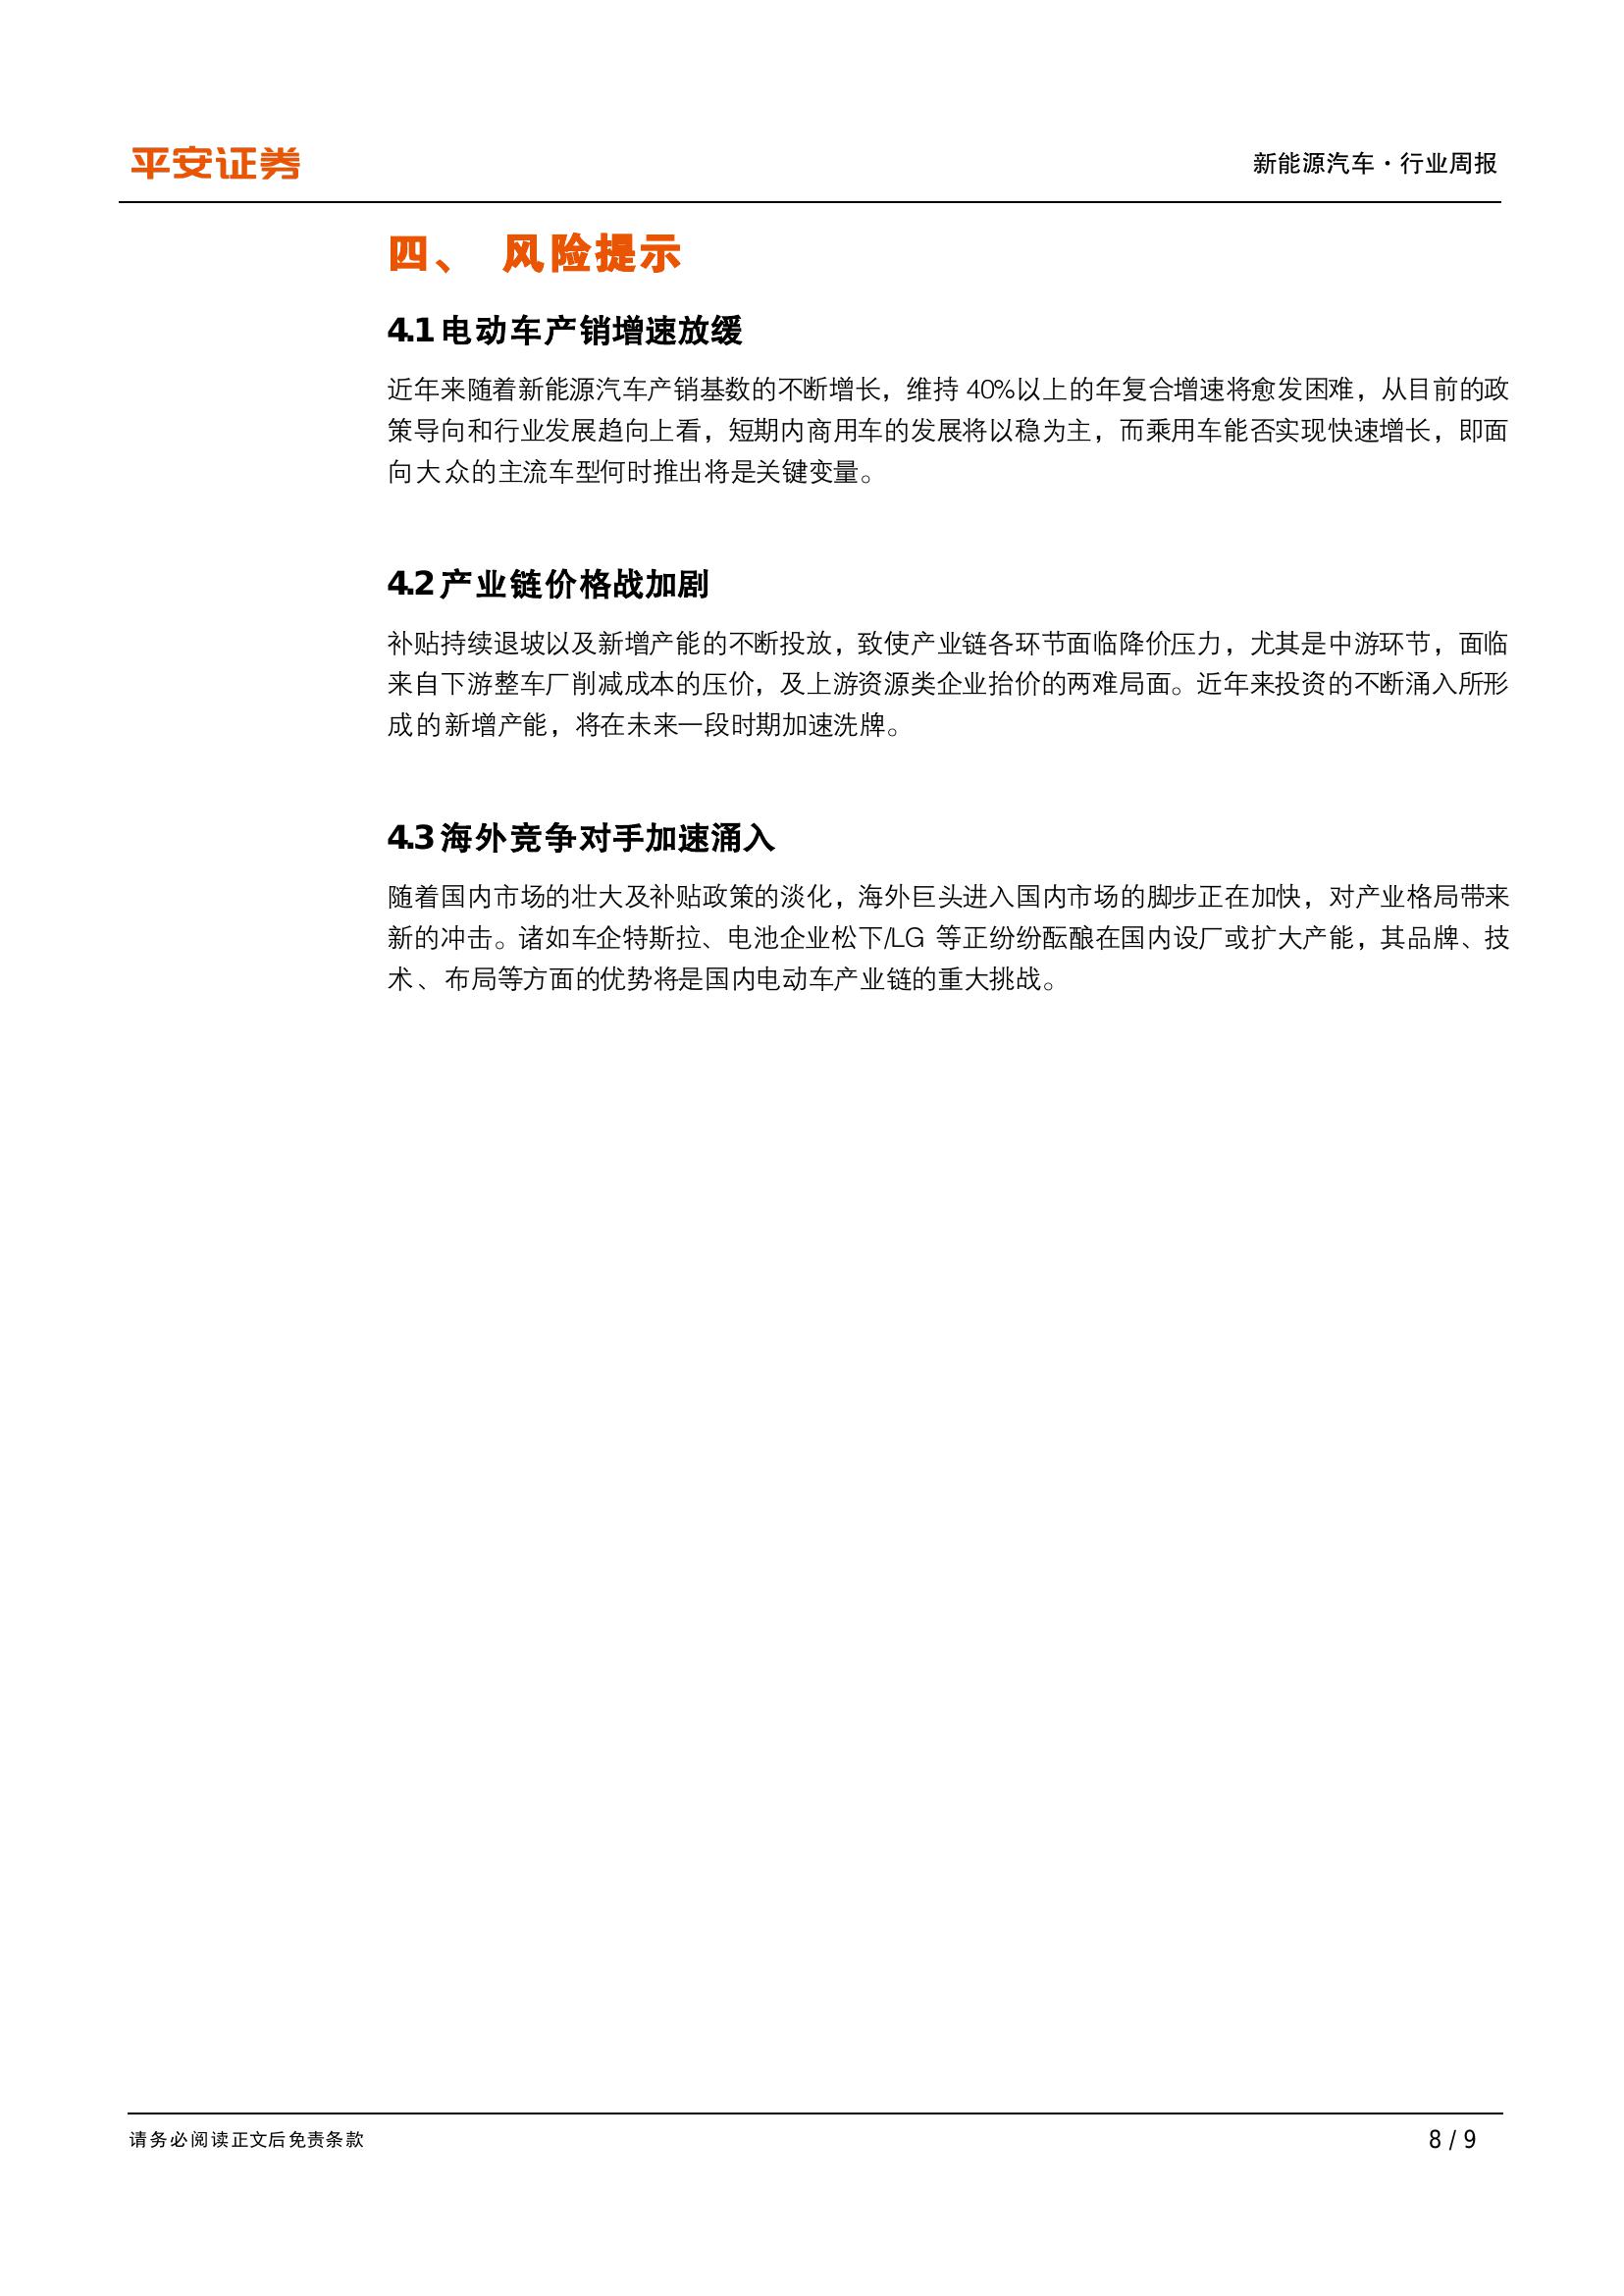 平安证券
新能源汽车·行业周报
四、 风险提示
4.1 电动车产销增速放缓
近年来随着新能源汽车产销基数的不断增长，维持 40%以上的年复合增速将愈发困难，从目前的政
策导向和行业发展趋向上看，短期内商用车的发展将以稳为主，而乘用车能否实现快速增长，即面
向大众的主流车型何时推出将是关键变量。
4.2 产业链价格战加剧
补贴持续退坡以及新增产能的不断投放，致使产业链各环节面临降价压力，尤其是中游环节，面临
来自下游整车厂削减成本的压价，及上游资源类企业抬价的两难局面。近年来投资的不断涌入所形
成的新增产能，将在未来一段时期加速洗牌。
4.3 海外竞争对手加速涌入
随着国内市场的壮大及补贴政策的淡化，海外巨头进入国内市场的脚步正在加快，对产业格局带来
新的冲击。诸如车企特斯拉、电池企业松下/LG 等正纷纷酝酿在国内设厂或扩大产能，其品牌、技
术、布局等方面的优势将是国内电动车产业链的重大挑战。
请务必阅读正文后免责条款
8 / 9